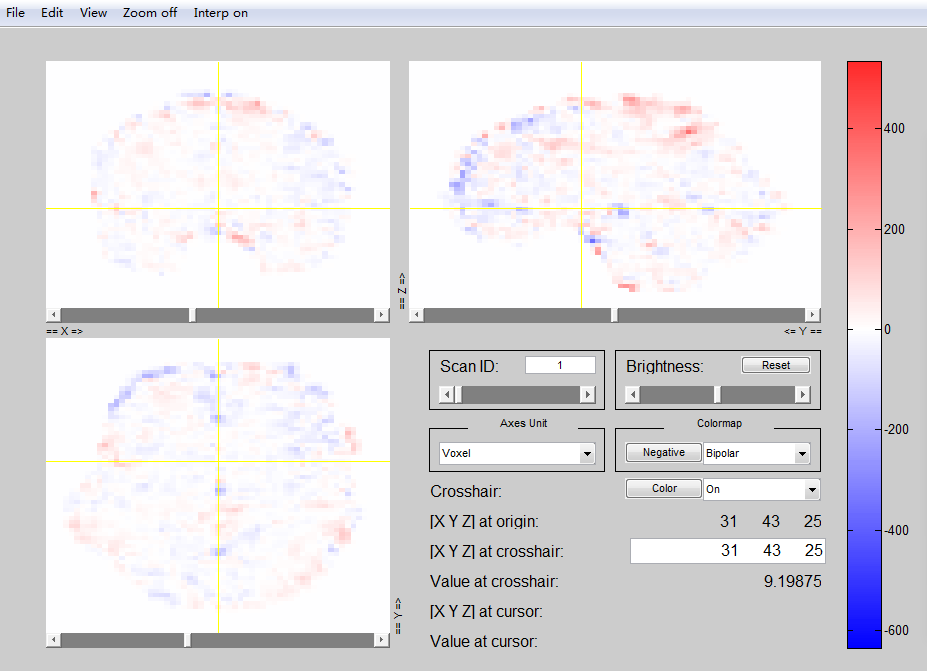 File Edit View Zoom off Interp on
== X =>
== Z =>
<= Y ==
== Y =>
Scan ID: 1
Brightness: Reset
Axes Unit
Voxel
Colormap
Negative Bipolar
Crosshair: Color On
[X Y Z] at origin: 31 43 25
[X Y Z] at crosshair: 31 43 25
Value at crosshair: 9.19875
[X Y Z] at cursor:
Value at cursor:
400
200
0
-200
-400
-600